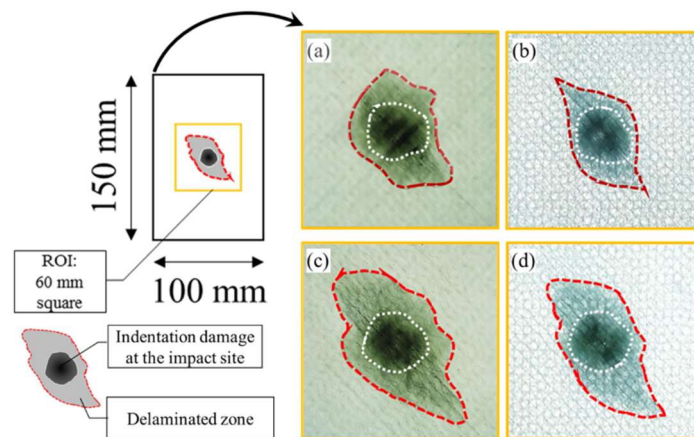 150 mm
100 mm
ROI:
60 mm
square
Indentation damage
at the impact site
Delaminated zone
(a)
(b)
(c)
(d)